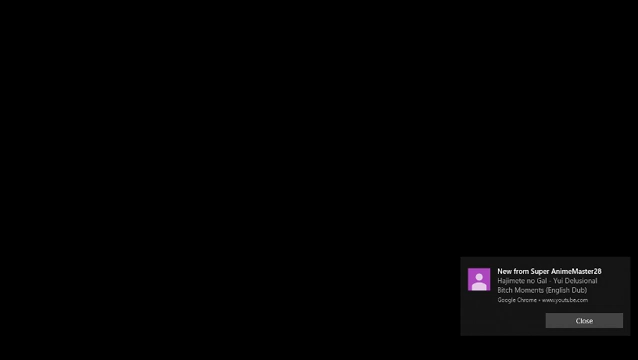 New from Super AnimeMaster28
Hajimete no Gal - Yui Delusional
Bitch Moments (English Dub)
Google Chrome • www.youtube.com
Close